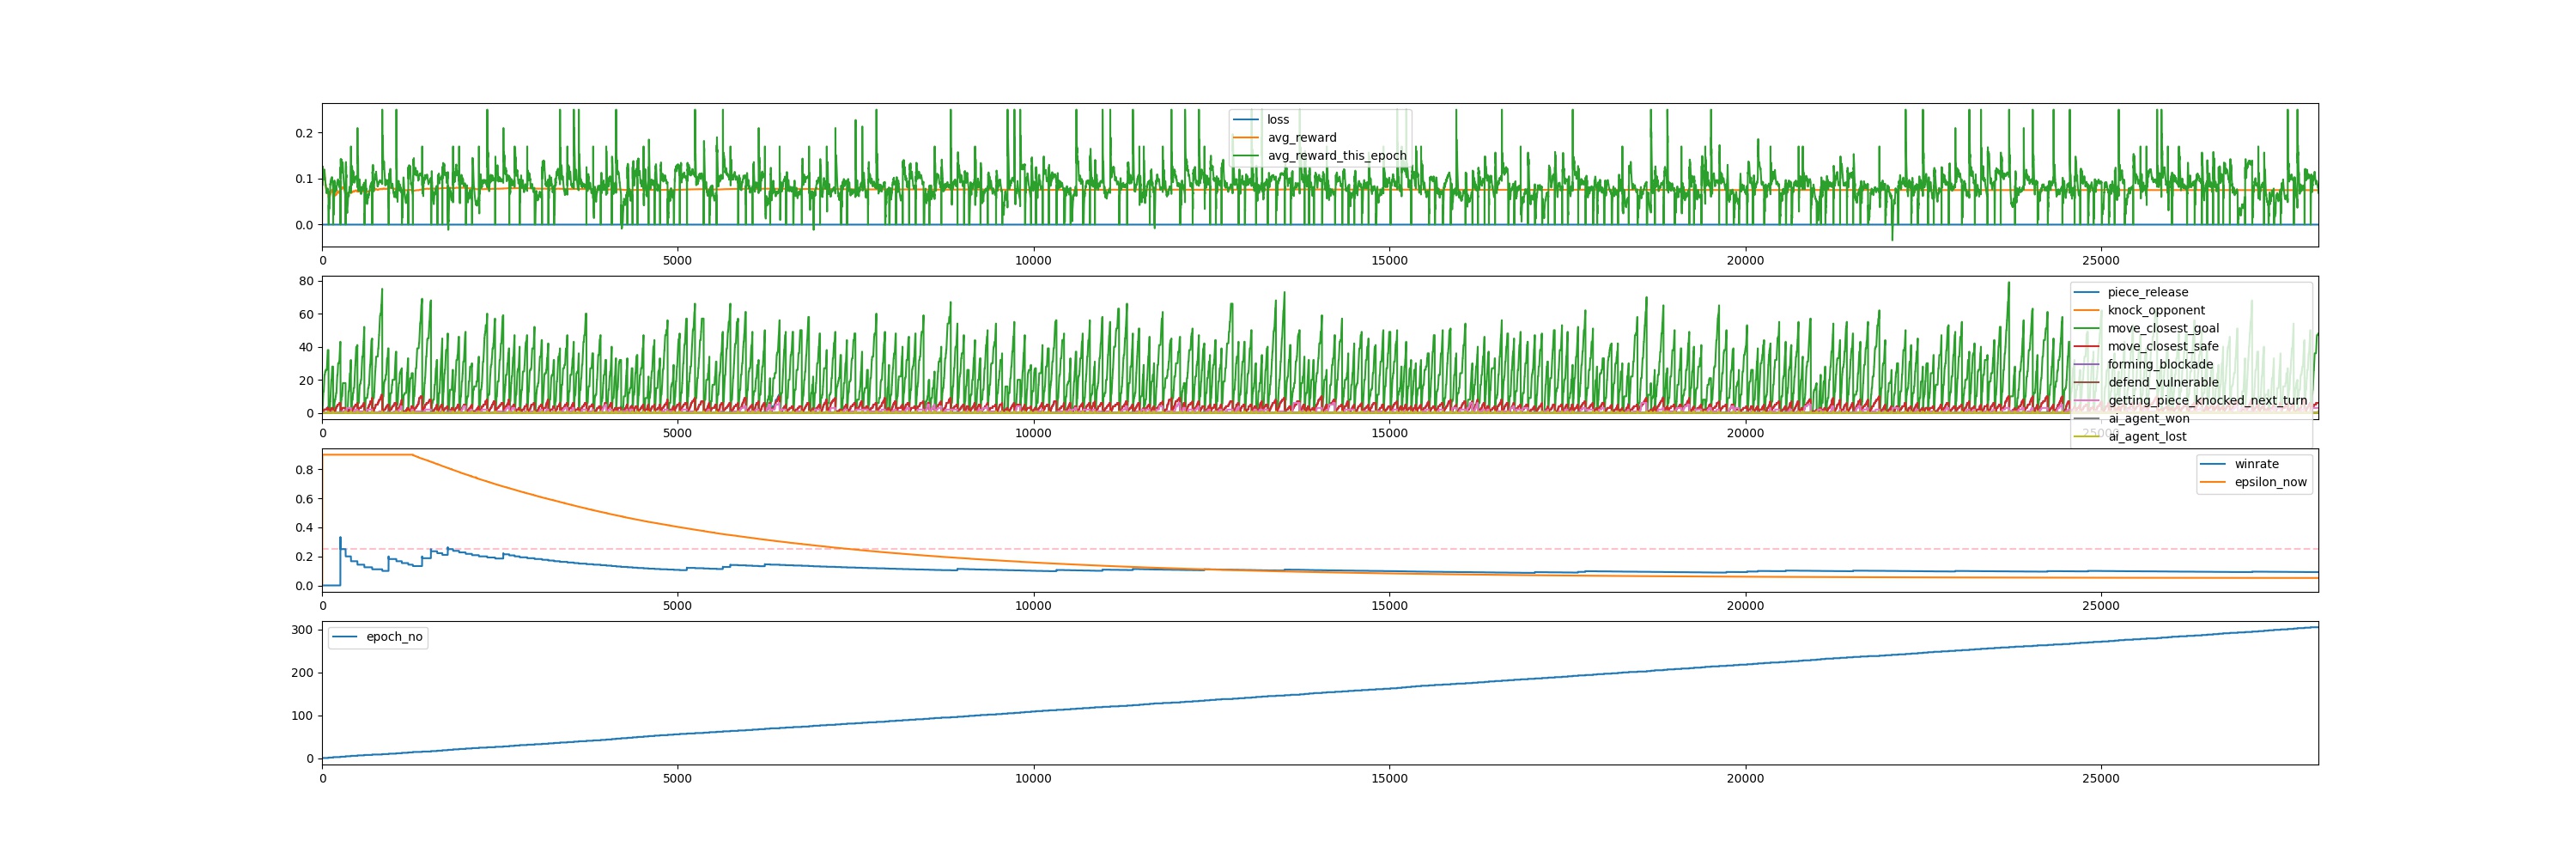 loss
avg_reward
avg_reward_this_epoch
0.2
0.1
0.0
0 5000 10000 15000 20000 25000
piece_release
knock_opponent
move_closest_goal
move_closest_safe
forming_blockade
defend_vulnerable
getting_piece_knocked_next_turn
ai_agent_won
ai_agent_lost
80
60
40
20
0
0 5000 10000 15000 20000 25000
winrate
epsilon_now
0.8
0.6
0.4
0.2
0.0
0 5000 10000 15000 20000 25000
epoch_no
300
200
100
0
0 5000 10000 15000 20000 25000